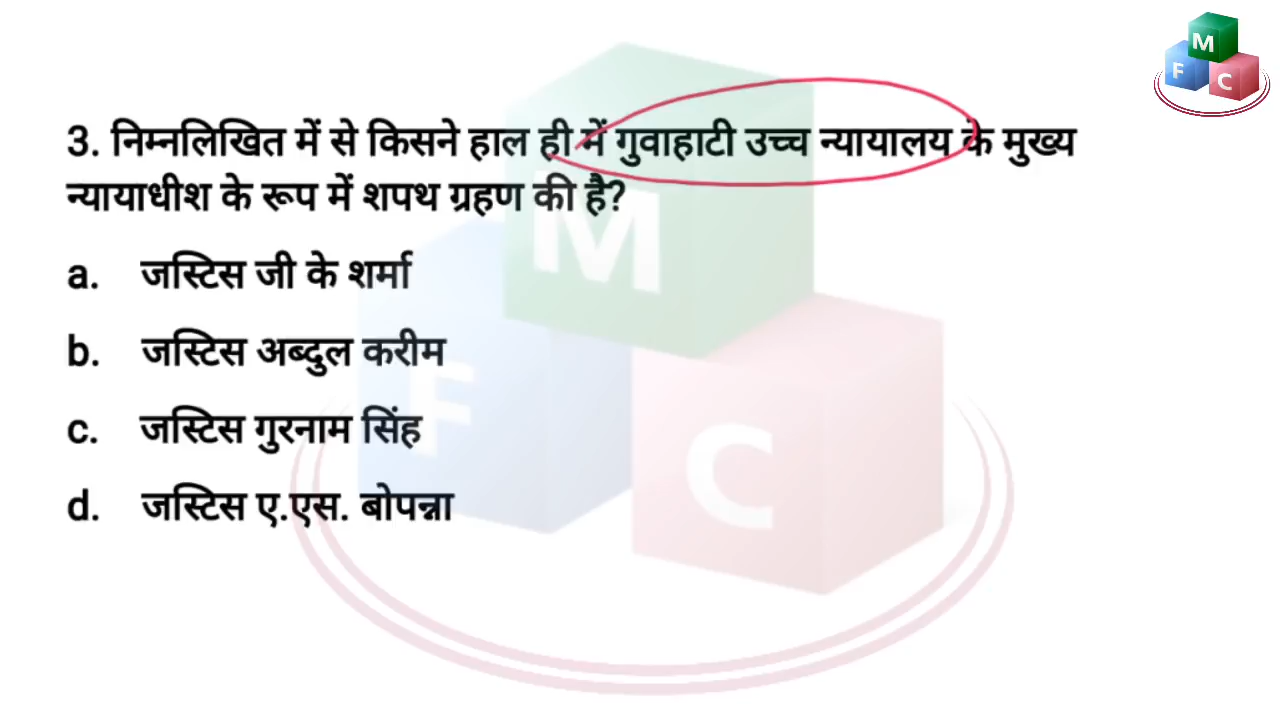 M
F C
3. निम्नलिखित में से किसने हाल ही में गुवाहाटी उच्च न्यायालय के मुख्य
न्यायाधीश के रूप में शपथ ग्रहण की है?
a. जस्टिस जी के शर्मा
b. जस्टिस अब्दुल करीम
c. जस्टिस गुरनाम सिंह
d. जस्टिस ए.एस. बोपन्ना
M
F
C